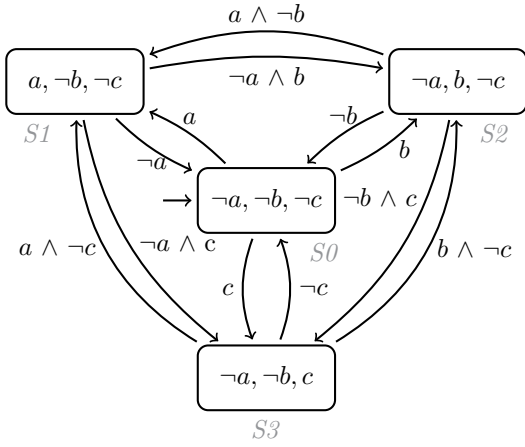 a ∧ ¬b
a, ¬b, ¬c
¬a ∧ b
¬a, b, ¬c
S1
S2
a
¬b
¬a
b
¬a, ¬b, ¬c
¬b ∧ c
a ∧ ¬c
¬a ∧ c
S0
b ∧ ¬c
c
¬c
¬a, ¬b, c
S3